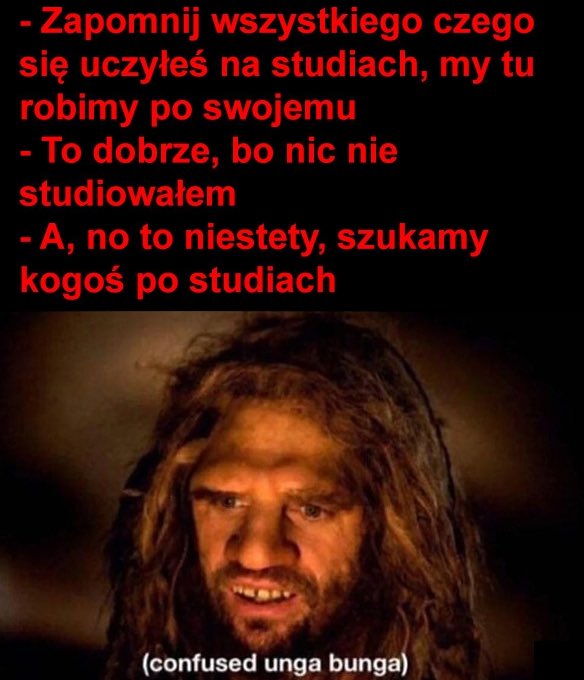 - Zapomnij wszystkiego czego
się uczyłeś na studiach, my tu
robimy po swojemu
- To dobrze, bo nic nie
studiowałem
- A, no to niestety, szukamy
kogoś po studiach
(confused unga bunga)